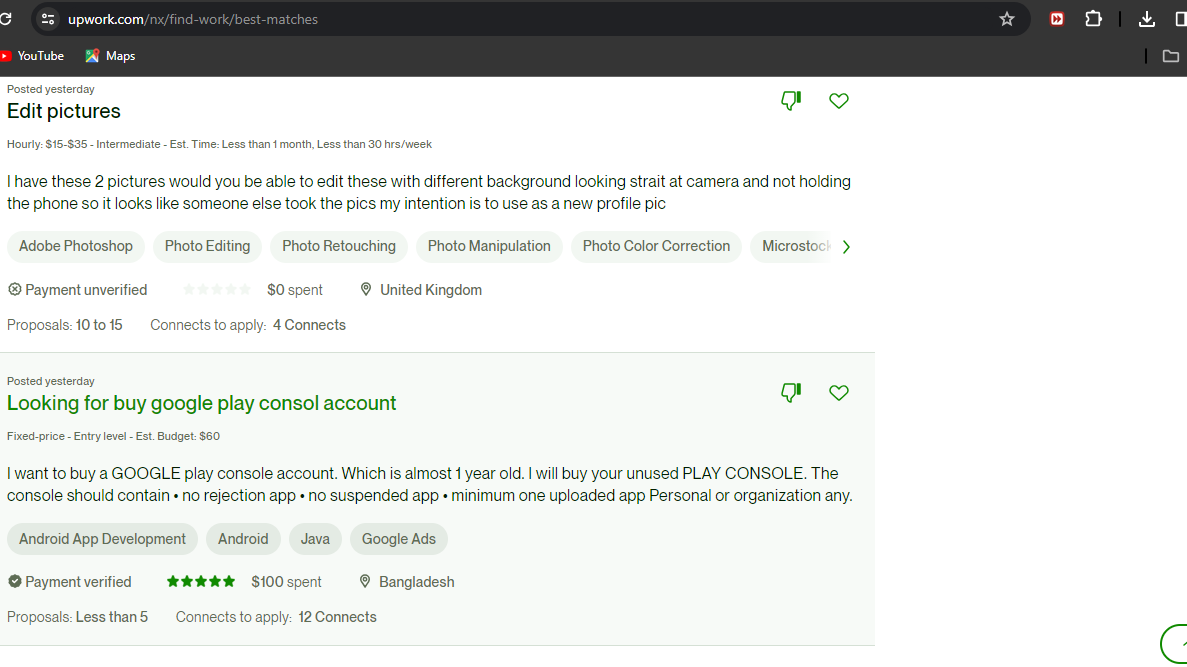 upwork.com/nx/find-work/best-matches
YouTube Maps
Posted yesterday
Edit pictures
Hourly: $15-$35 - Intermediate - Est. Time: Less than 1 month, Less than 30 hrs/week
I have these 2 pictures would you be able to edit these with different background looking strait at camera and not holding
the phone so it looks like someone else took the pics my intention is to use as a new profile pic
Adobe Photoshop Photo Editing Photo Retouching Photo Manipulation Photo Color Correction Microstock
Payment unverified $0 spent United Kingdom
Proposals: 10 to 15 Connects to apply: 4 Connects
Posted yesterday
Looking for buy google play consol account
Fixed-price - Entry level - Est. Budget: $60
I want to buy a GOOGLE play console account. Which is almost 1 year old. I will buy your unused PLAY CONSOLE. The
console should contain • no rejection app • no suspended app • minimum one uploaded app Personal or organization any.
Android App Development Android Java Google Ads
Payment verified $100 spent Bangladesh
Proposals: Less than 5 Connects to apply: 12 Connects